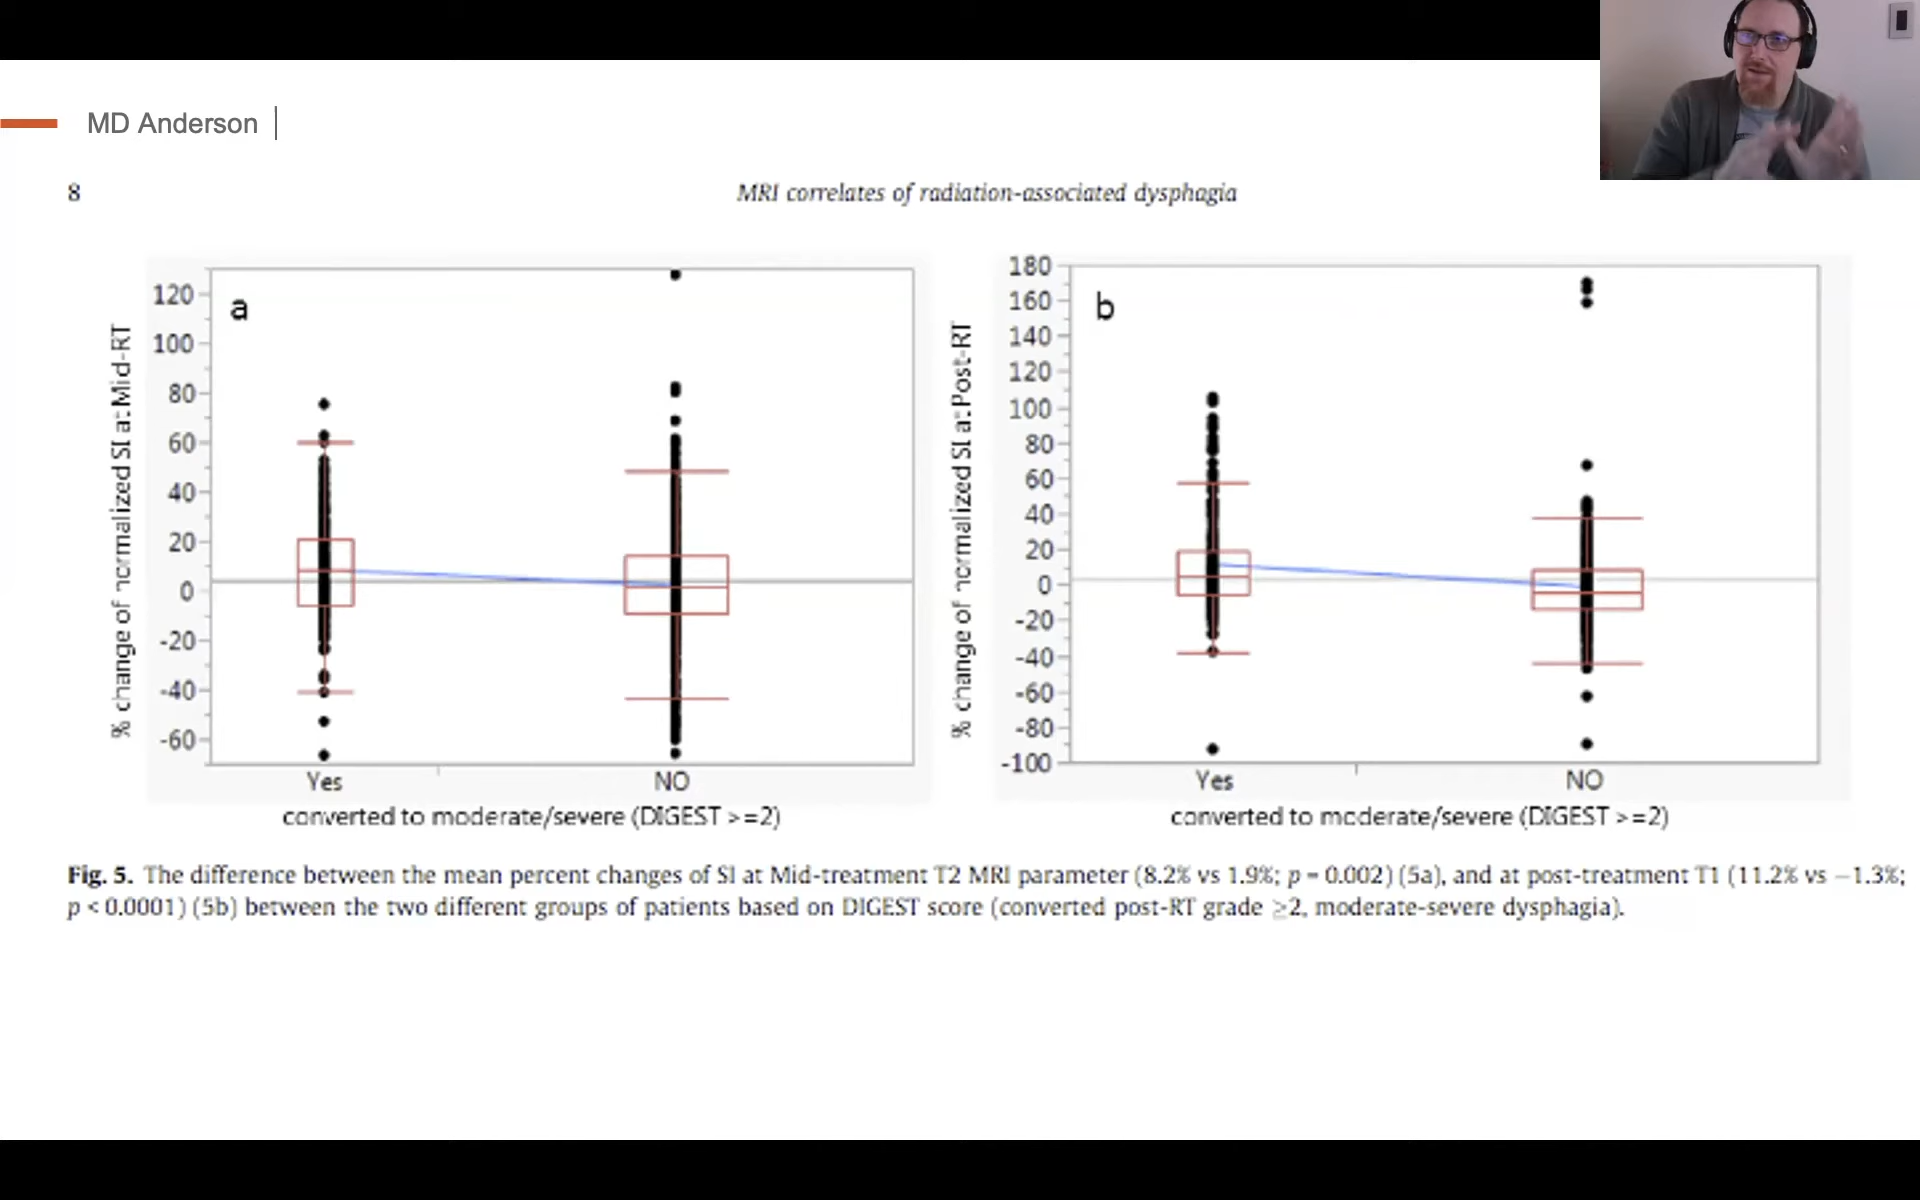 MD Anderson
8
MRI correlates of radiation-associated dysphagia
a
% change of normalized SI at Mid-RT
120
100
80
60
40
20
0
-20
-40
-60
Yes
NO
converted to moderate/severe (DIGEST >=2)
b
% change of normalized SI at Post-RT
180
160
140
120
100
80
60
40
20
0
-20
-40
-60
-80
-100
Yes
NO
converted to moderate/severe (DIGEST >=2)
Fig. 5. The difference between the mean percent changes of SI at Mid-treatment T2 MRI parameter (8.2% vs 1.9%; p = 0.002) (5a), and at post-treatment T1 (11.2% vs −1.3%;
p < 0.0001) (5b) between the two different groups of patients based on DIGEST score (converted post-RT grade ≥2, moderate-severe dysphagia).